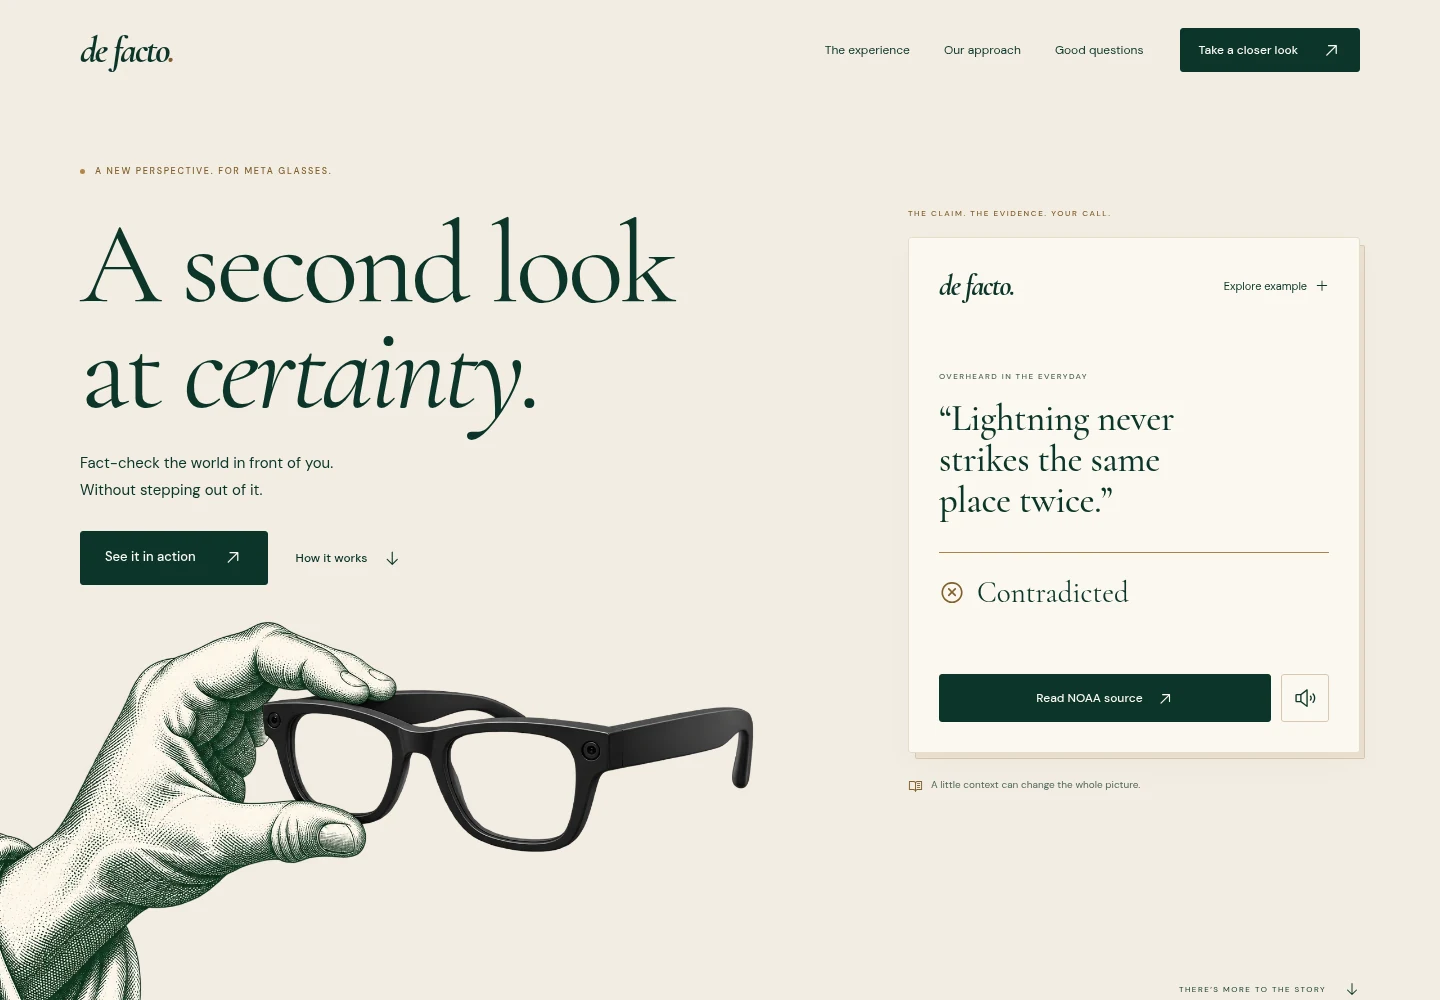 de facto.
The experience
Our approach
Good questions
Take a closer look
A NEW PERSPECTIVE. FOR META GLASSES.
A second look
at certainty.
Fact-check the world in front of you.
Without stepping out of it.
See it in action
How it works
THE CLAIM. THE EVIDENCE. YOUR CALL.
de facto.
Explore example
OVERHEARD IN THE EVERYDAY
“Lightning never
strikes the same
place twice.”
Contradicted
Read NOAA source
A little context can change the whole picture.
THERE'S MORE TO THE STORY